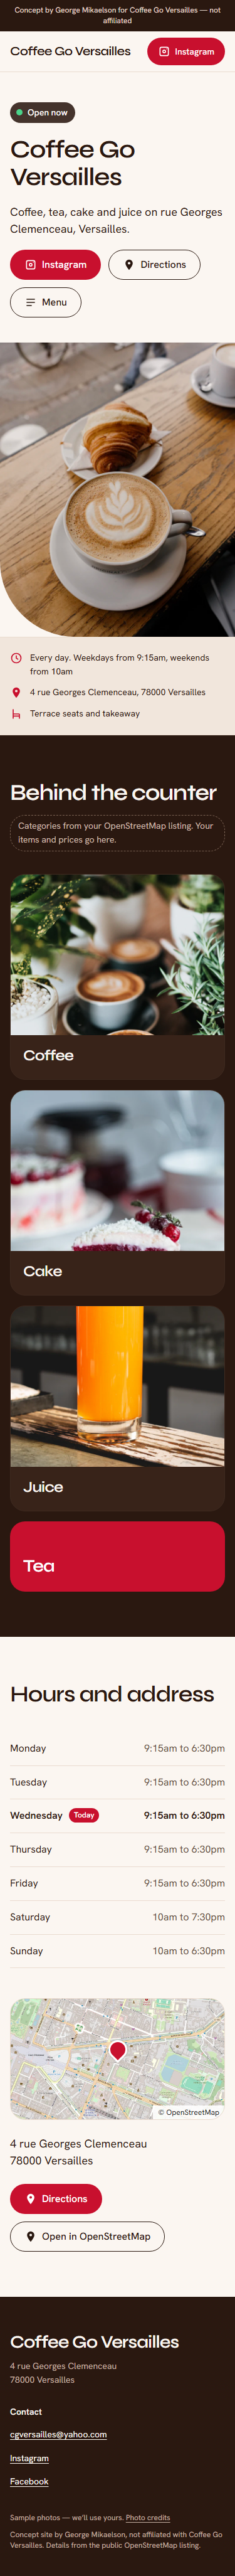 Concept by George Mikaelson for Coffee Go Versailles — not
affiliated
Coffee Go Versailles
Instagram
Open now
Coffee Go
Versailles
Coffee, tea, cake and juice on rue Georges
Clemenceau, Versailles.
Instagram
Directions
Menu
Every day. Weekdays from 9:15am, weekends
from 10am
4 rue Georges Clemenceau, 78000 Versailles
Terrace seats and takeaway
Behind the counter
Categories from your OpenStreetMap listing. Your
items and prices go here.
Coffee
Cake
Juice
Tea
Hours and address
Monday 9:15am to 6:30pm
Tuesday 9:15am to 6:30pm
Wednesday Today 9:15am to 6:30pm
Thursday 9:15am to 6:30pm
Friday 9:15am to 6:30pm
Saturday 10am to 7:30pm
Sunday 10am to 6:30pm
© OpenStreetMap
4 rue Georges Clemenceau
78000 Versailles
Directions
Open in OpenStreetMap
Coffee Go Versailles
4 rue Georges Clemenceau
78000 Versailles
Contact
cgversailles@yahoo.com
Instagram
Facebook
Sample photos — we'll use yours. Photo credits
Concept site by George Mikaelson, not affiliated with Coffee Go
Versailles. Details from the public OpenStreetMap listing.